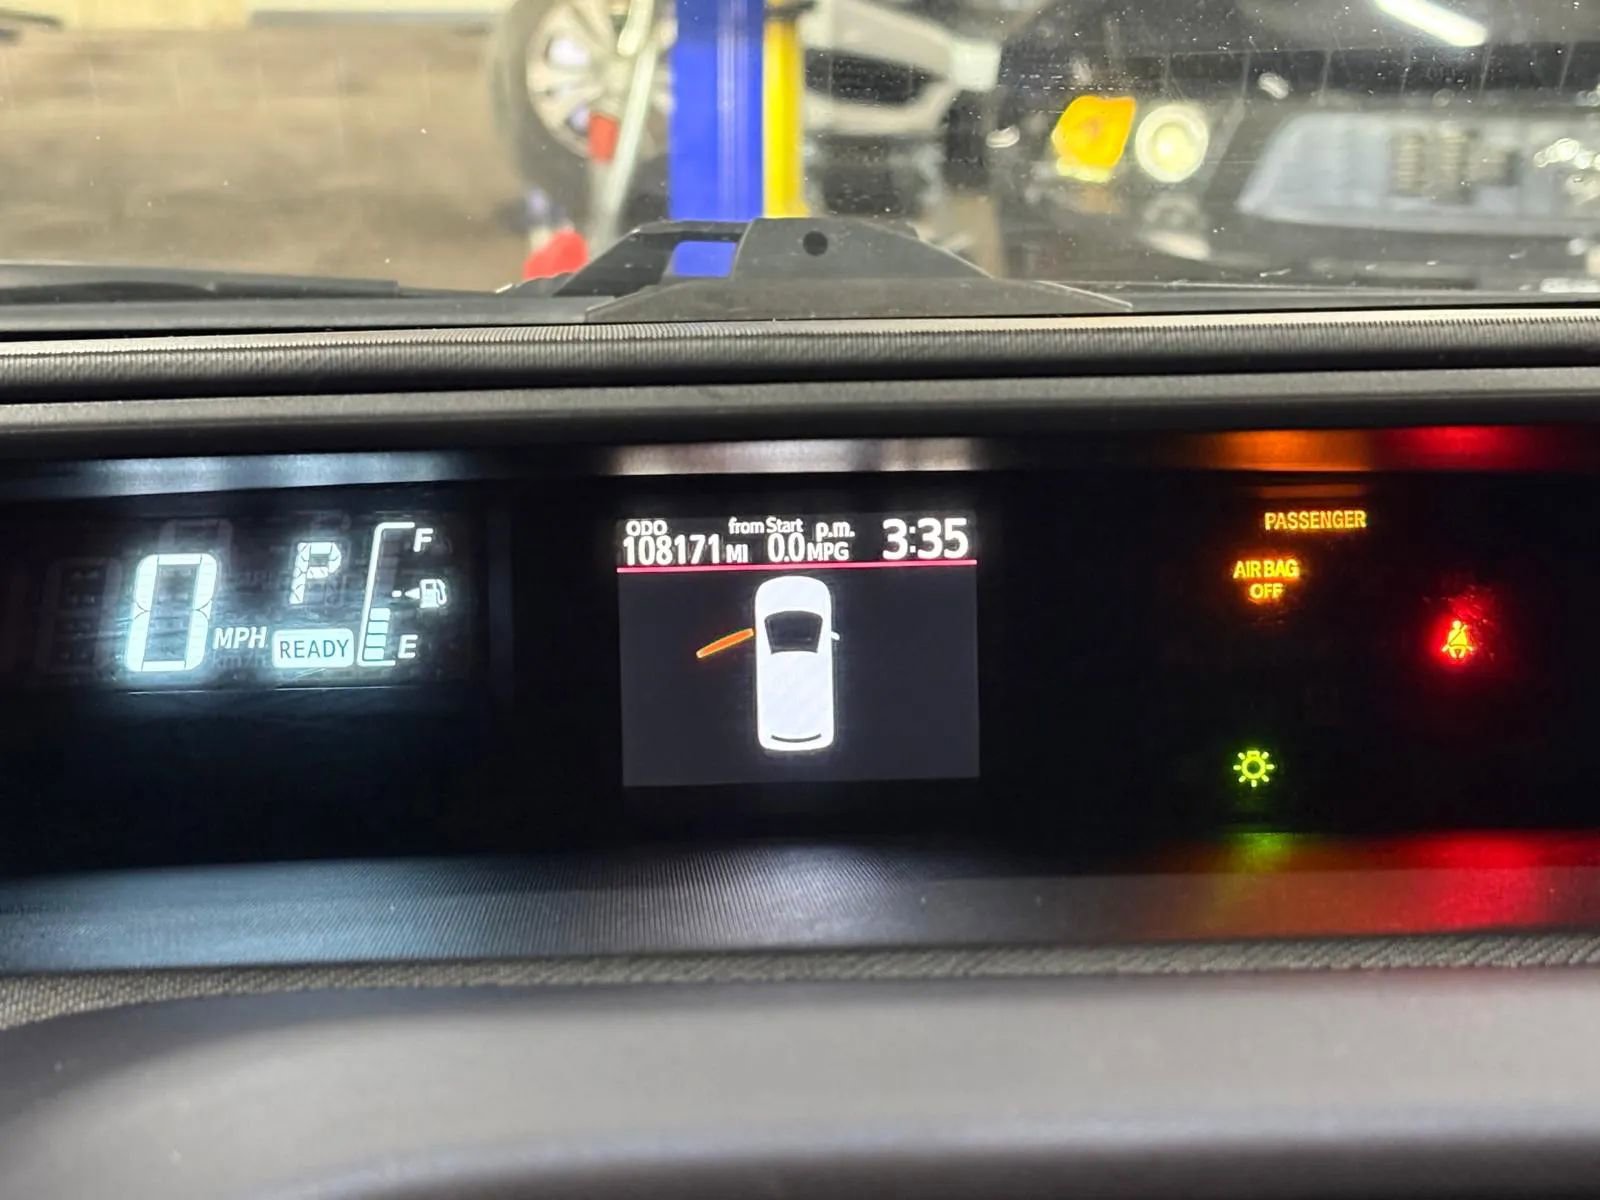 0 MPH
P
READY
F
E
ODO from Start p.m.
108171 MI 0.0 MPG 3:35
PASSENGER
AIR BAG
OFF